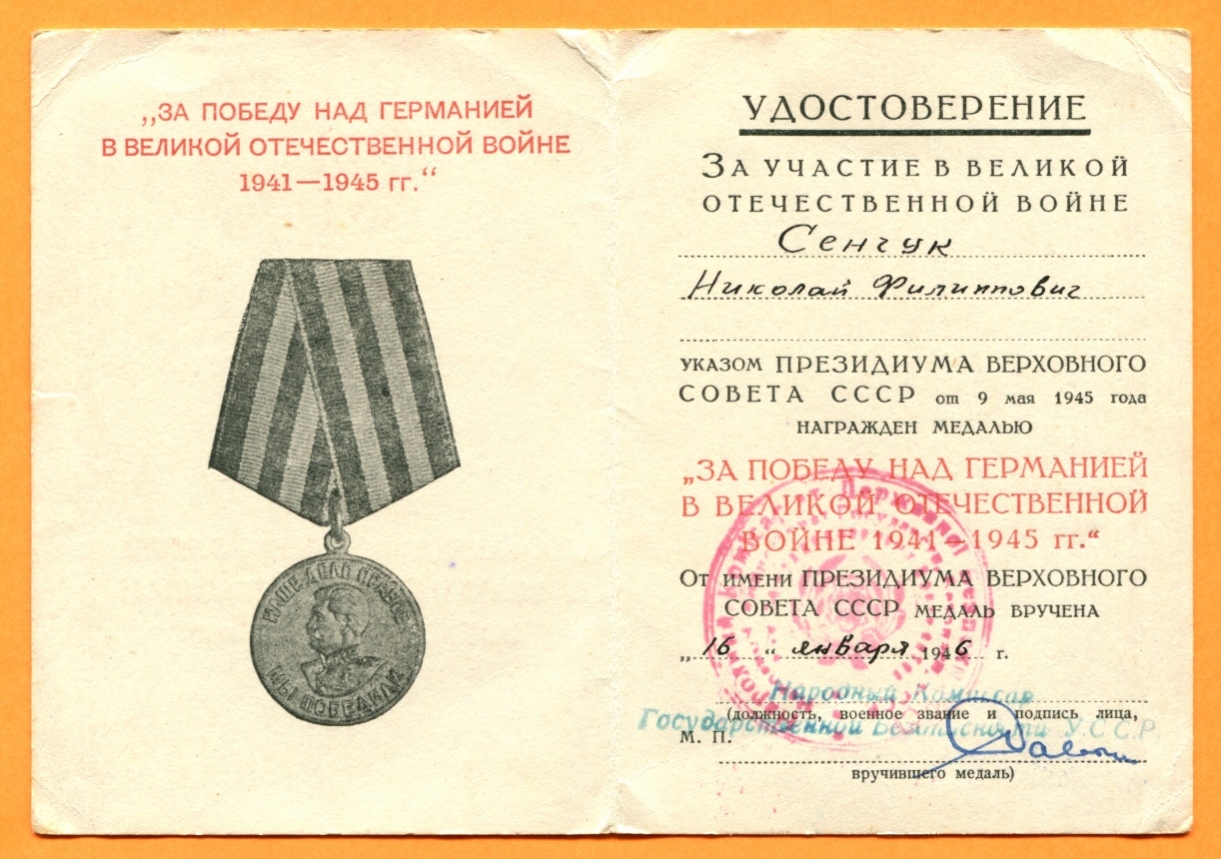 „ЗА ПОБЕДУ НАД ГЕРМАНИЕЙ
В ВЕЛИКОЙ ОТЕЧЕСТВЕННОЙ ВОЙНЕ
1941—1945 гг.“
НАШЕ ДЕЛО ПРАВОЕ
МЫ ПОБЕДИЛИ
УДОСТОВЕРЕНИЕ
ЗА УЧАСТИЕ В ВЕЛИКОЙ
ОТЕЧЕСТВЕННОЙ ВОЙНЕ
Сенчук
Николай Филиппович
УКАЗОМ ПРЕЗИДИУМА ВЕРХОВНОГО
СОВЕТА СССР от 9 мая 1945 года
НАГРАЖДЕН МЕДАЛЬЮ
„ЗА ПОБЕДУ НАД ГЕРМАНИЕЙ
В ВЕЛИКОЙ ОТЕЧЕСТВЕННОЙ
ВОЙНЕ 1941—1945 гг.“
ОТ ИМЕНИ ПРЕЗИДИУМА ВЕРХОВНОГО
СОВЕТА СССР МЕДАЛЬ ВРУЧЕНА
„16“ января 1946 г.
Народный Комиссар
(должность, военное звание и подпись лица,
Государственной Безопасности У.С.С.Р.
М. П.
вручившего медаль)